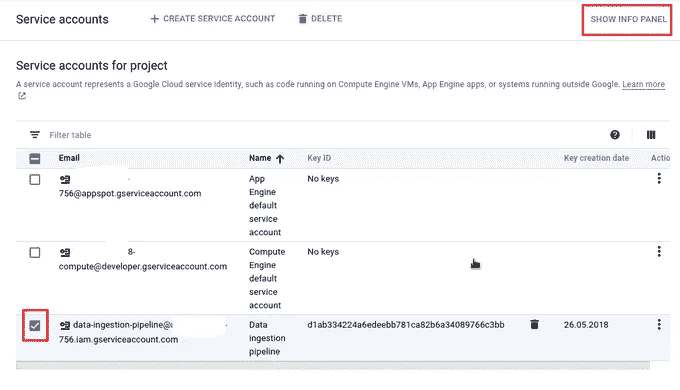 Service accounts
CREATE SERVICE ACCOUNT
DELETE
SHOW INFO PANEL
Service accounts for project
A service account represents a Google Cloud service identity, such as code running on Compute Engine VMs, App Engine apps, or systems running outside Google. Learn more
Filter table
Email Name Key ID Key creation date Actio
756@appspot.gserviceaccount.com
App
Engine
default
service
account
No keys
8-
compute@developer.gserviceaccount.com
Compute
Engine
default
service
account
No keys
data-ingestion-pipeline@
756.iam.gserviceaccount.com
Data
ingestion
pipeline
d1ab334224a6edeebb781ca82b6a34089766c3bb
26.05.2018